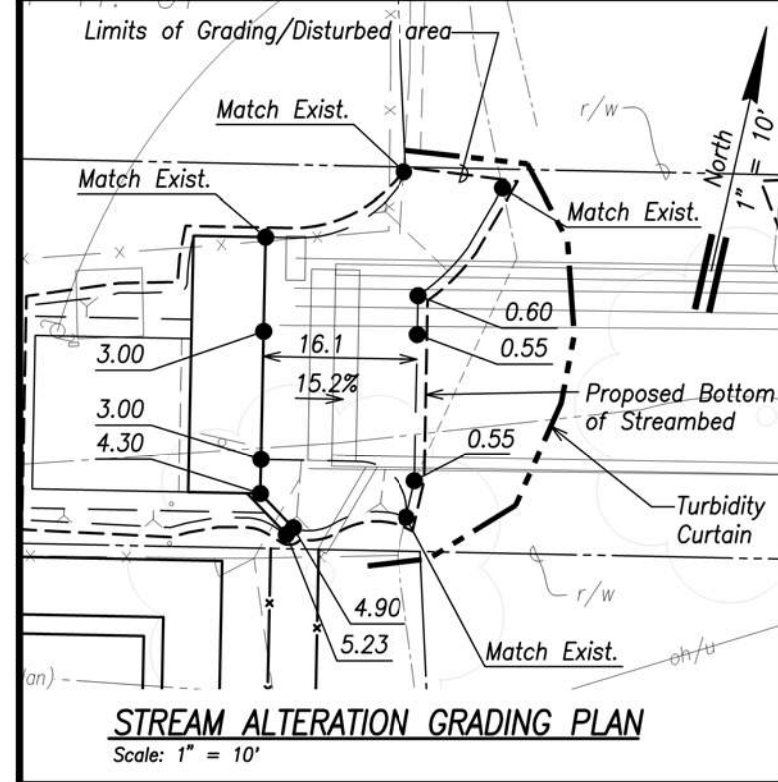 Limits of Grading/Disturbed area
Match Exist.
r/w
North
1" = 10'
Match Exist.
Match Exist.
0.60
3.00
16.1
0.55
15.2%
Proposed Bottom
of Streambed
3.00
4.30
0.55
Turbidity
Curtain
4.90
r/w
5.23
Match Exist.
oh/u
STREAM ALTERATION GRADING PLAN
Scale: 1" = 10'